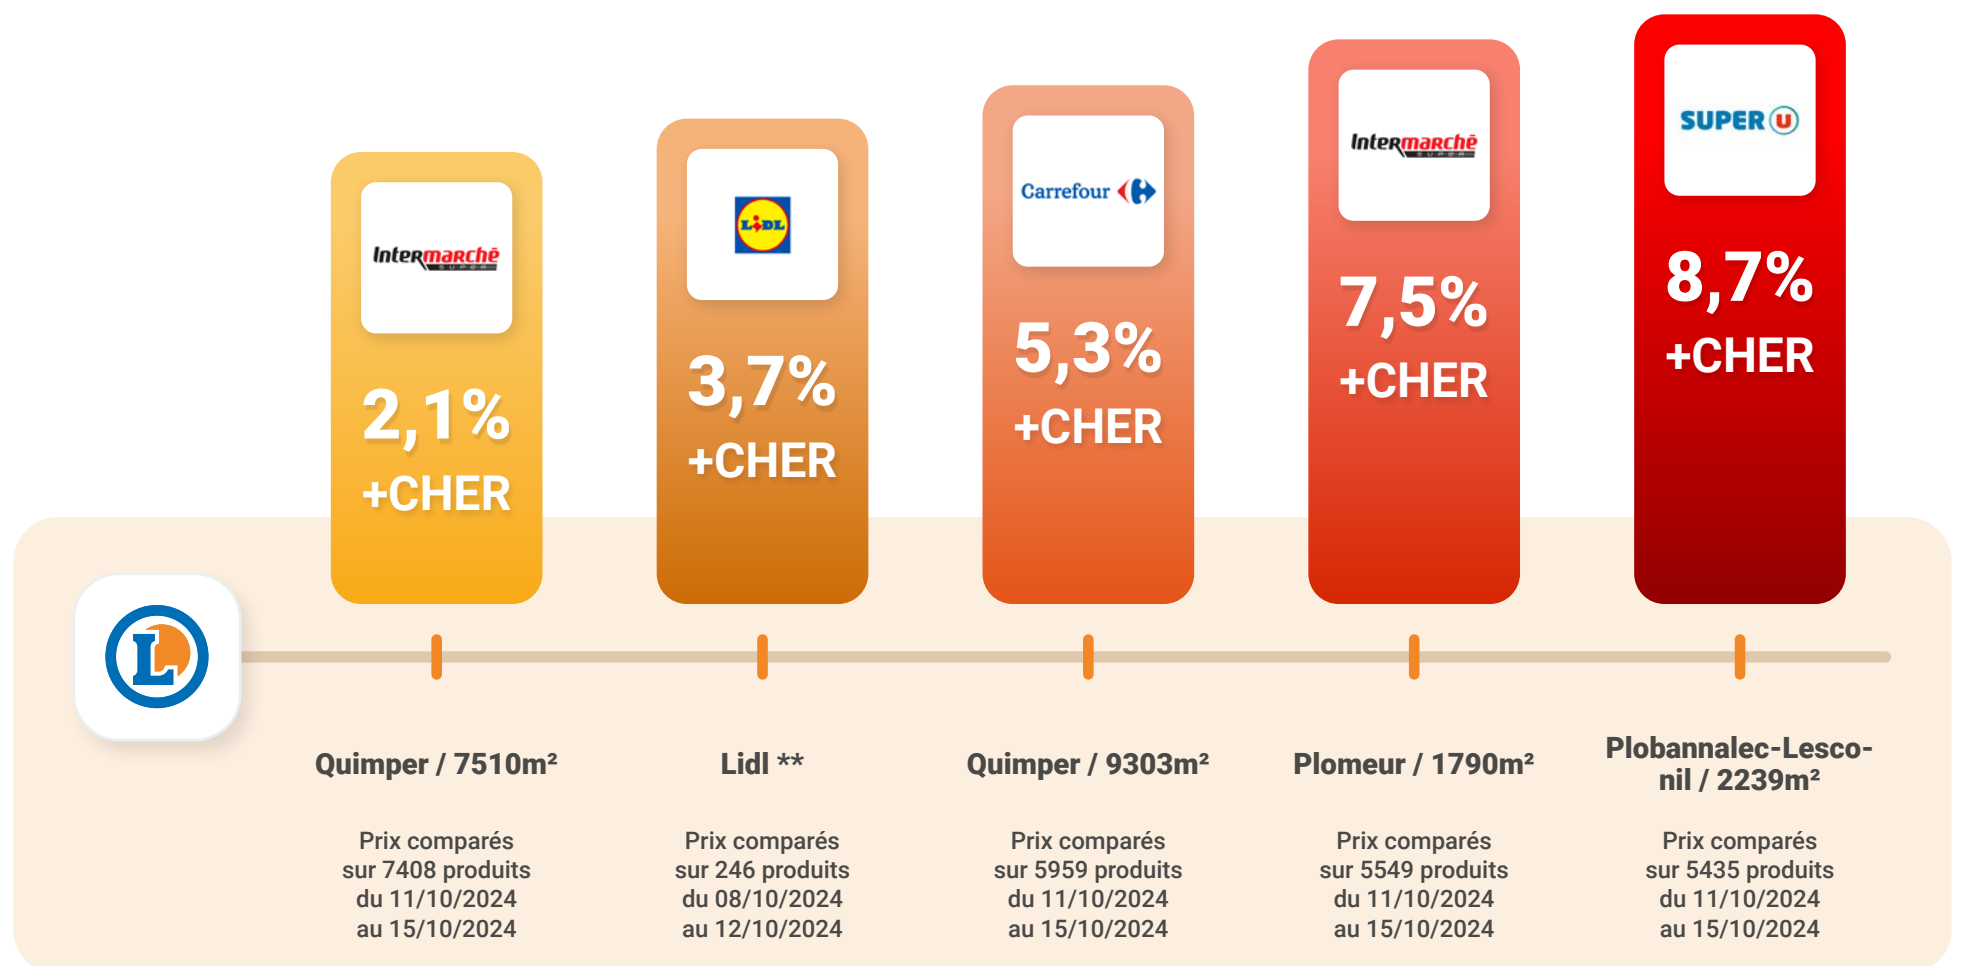 Intermarché
SUPER
2,1%
+CHER
LIDL
3,7%
+CHER
Carrefour
5,3%
+CHER
Intermarché
SUPER
7,5%
+CHER
SUPER U
8,7%
+CHER
L
Quimper / 7510m²
Prix comparés
sur 7408 produits
du 11/10/2024
au 15/10/2024
Lidl **
Prix comparés
sur 246 produits
du 08/10/2024
au 12/10/2024
Quimper / 9303m²
Prix comparés
sur 5959 produits
du 11/10/2024
au 15/10/2024
Plomeur / 1790m²
Prix comparés
sur 5549 produits
du 11/10/2024
au 15/10/2024
Plobannalec-Lesco-
nil / 2239m²
Prix comparés
sur 5435 produits
du 11/10/2024
au 15/10/2024